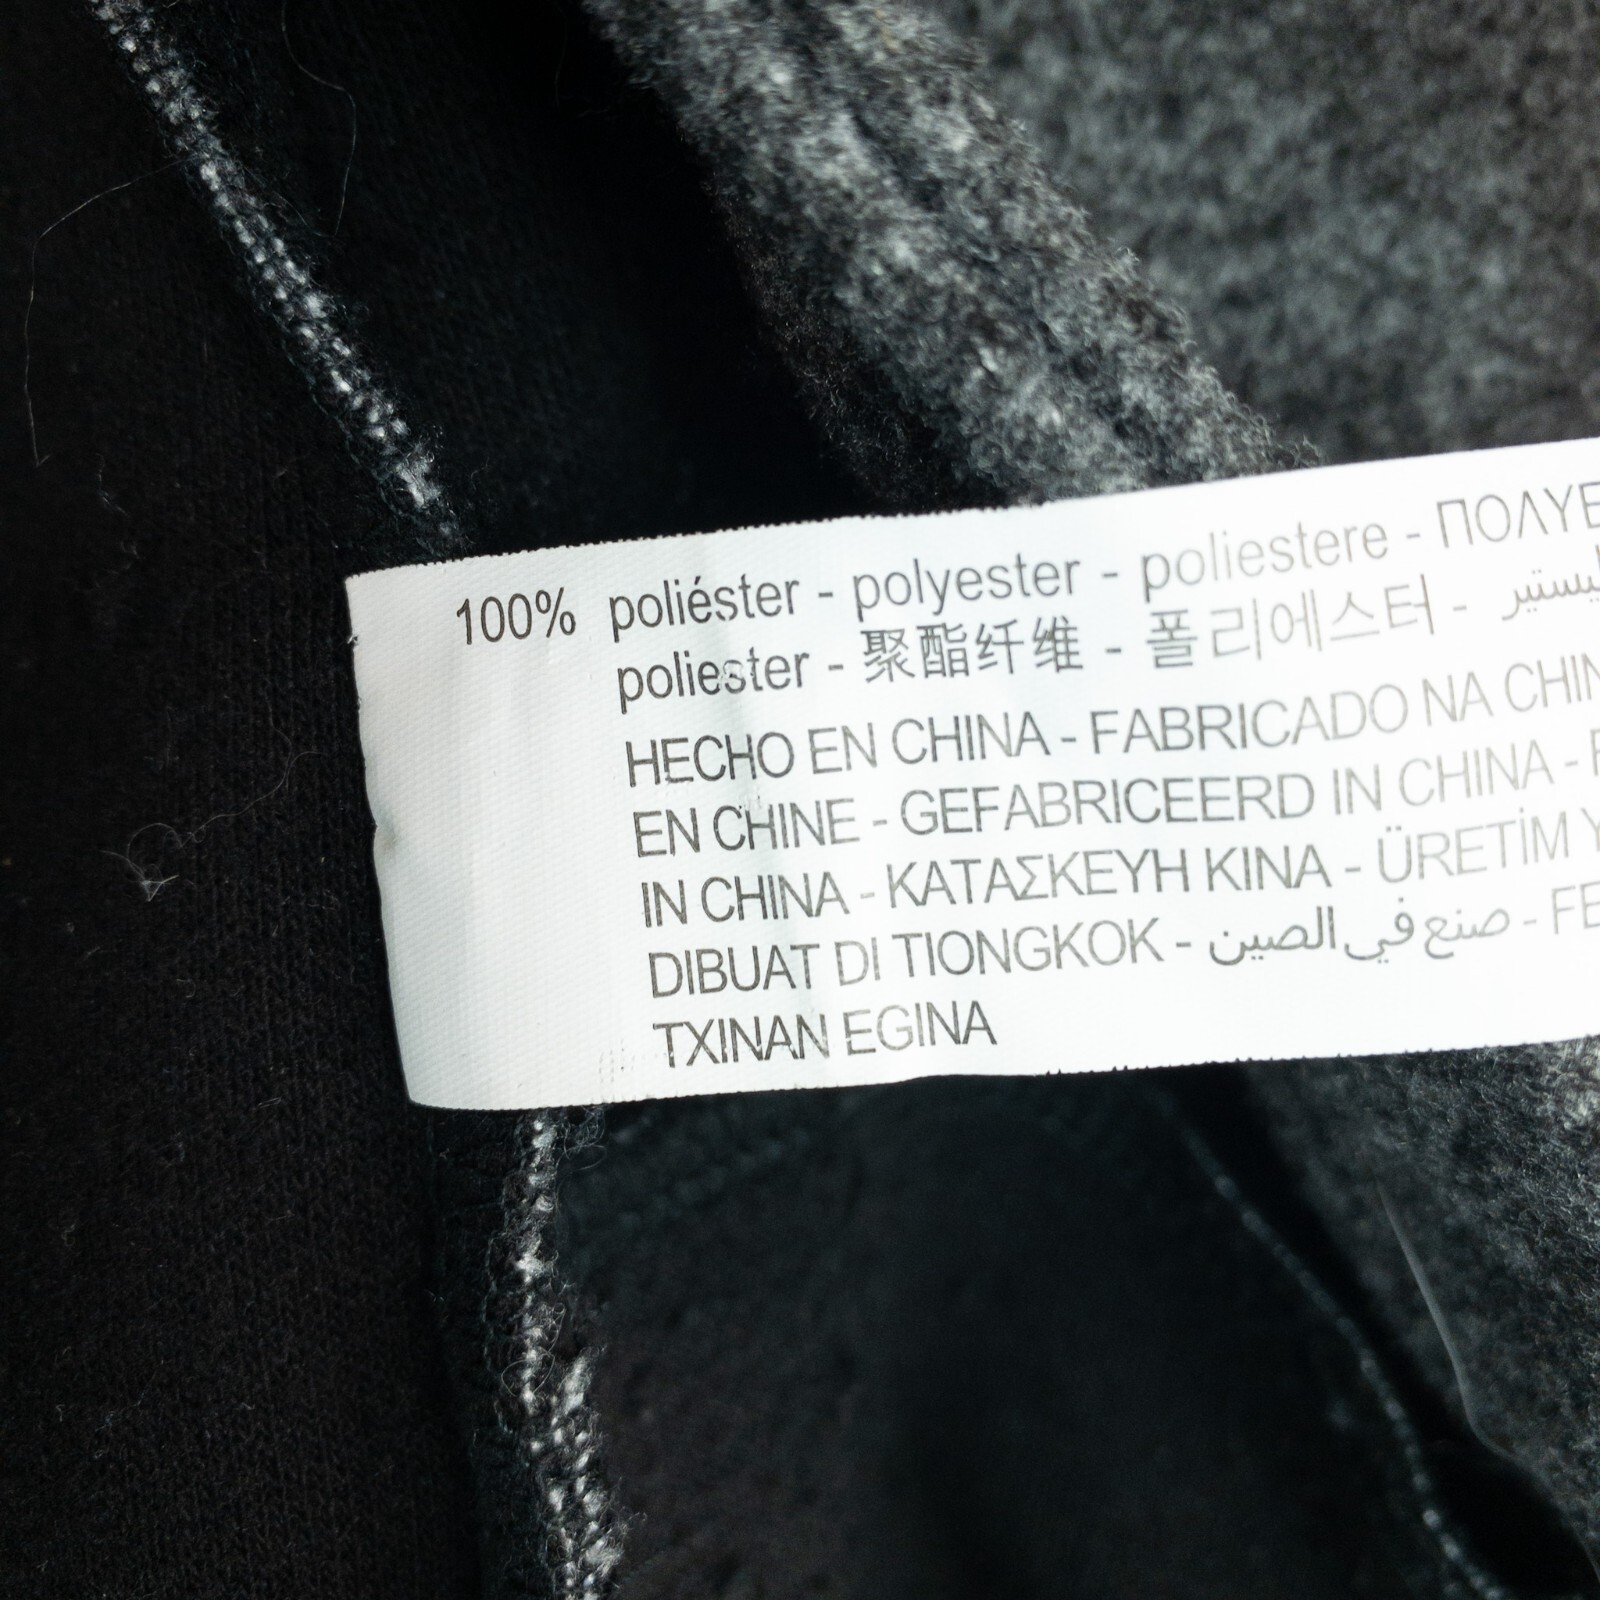 100% poliéster - polyester - poliestere - ΠΟΛΥΕ
poliester - 聚酯纤维 - 폴리에스터 -
HECHO EN CHINA - FABRICADO NA CHIN
EN CHINE - GEFABRICEERD IN CHINA -
IN CHINA - ΚΑΤΑΣΚΕΥΗ ΚΙΝΑ - ÜRETİM Y
DIBUAT DI TIONGKOK - صنع في الصين - FE
TXINAN EGINA